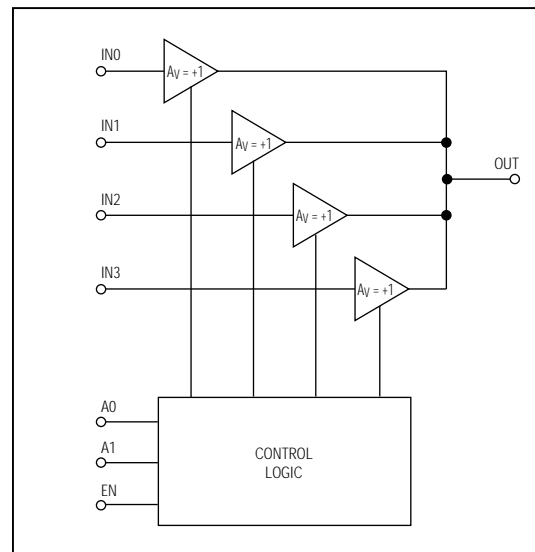 IN0
AV = +1
IN1
AV = +1
OUT
IN2
AV = +1
IN3
AV = +1
A0
A1
EN
CONTROL
LOGIC